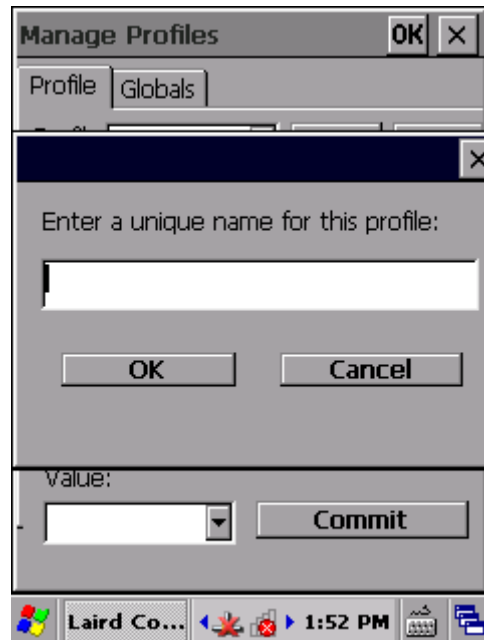 Manage Profiles OK
Profile Globals
Enter a unique name for this profile:
OK Cancel
Value:
Commit
Laird Co... 1:52 PM